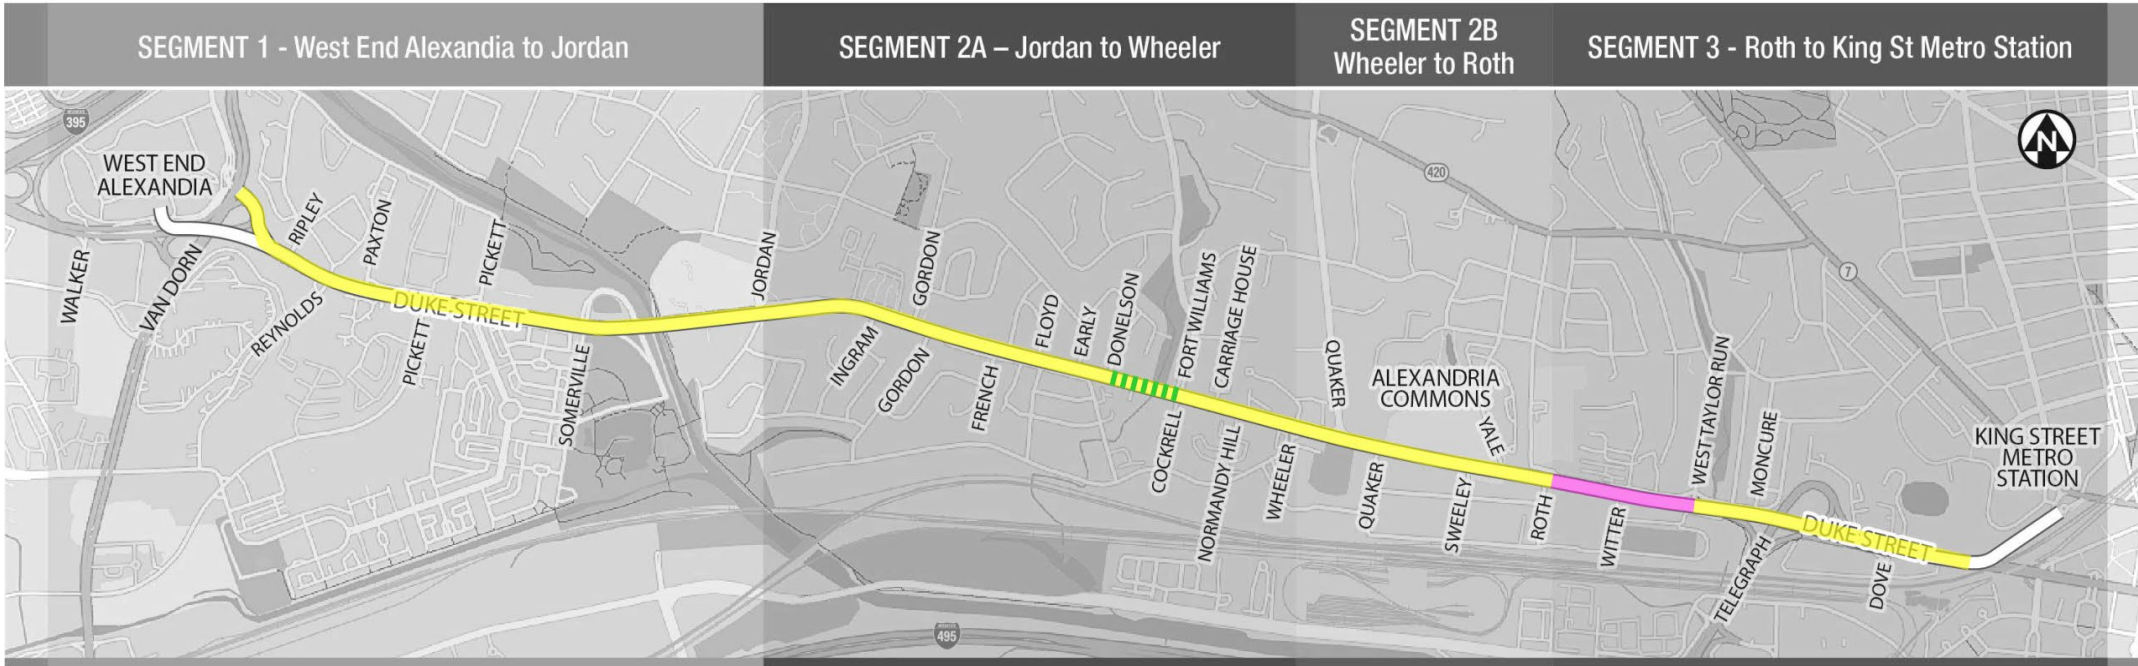 SEGMENT 1 - West End Alexandia to Jordan
SEGMENT 2A – Jordan to Wheeler
SEGMENT 2B
Wheeler to Roth
SEGMENT 3 - Roth to King St Metro Station
395
WEST END
ALEXANDIA
N
420
7
WALKER
VAN DORN
RIPLEY
REYNOLDS
PAXTON
PICKETT
PICKETT
DUKE STREET
SOMERVILLE
JORDAN
INGRAM
GORDON
GORDON
FRENCH
FLOYD
EARLY
DONELSON
FORT WILLIAMS
CARRIAGE HOUSE
COCKRELL
NORMANDY HILL
WHEELER
QUAKER
QUAKER
ALEXANDRIA
COMMONS
YALE
SWEELEY
ROTH
WITTER
WEST TAYLOR RUN
MONCURE
TELEGRAPH
DUKE STREET
DOVE
KING STREET
METRO
STATION
495